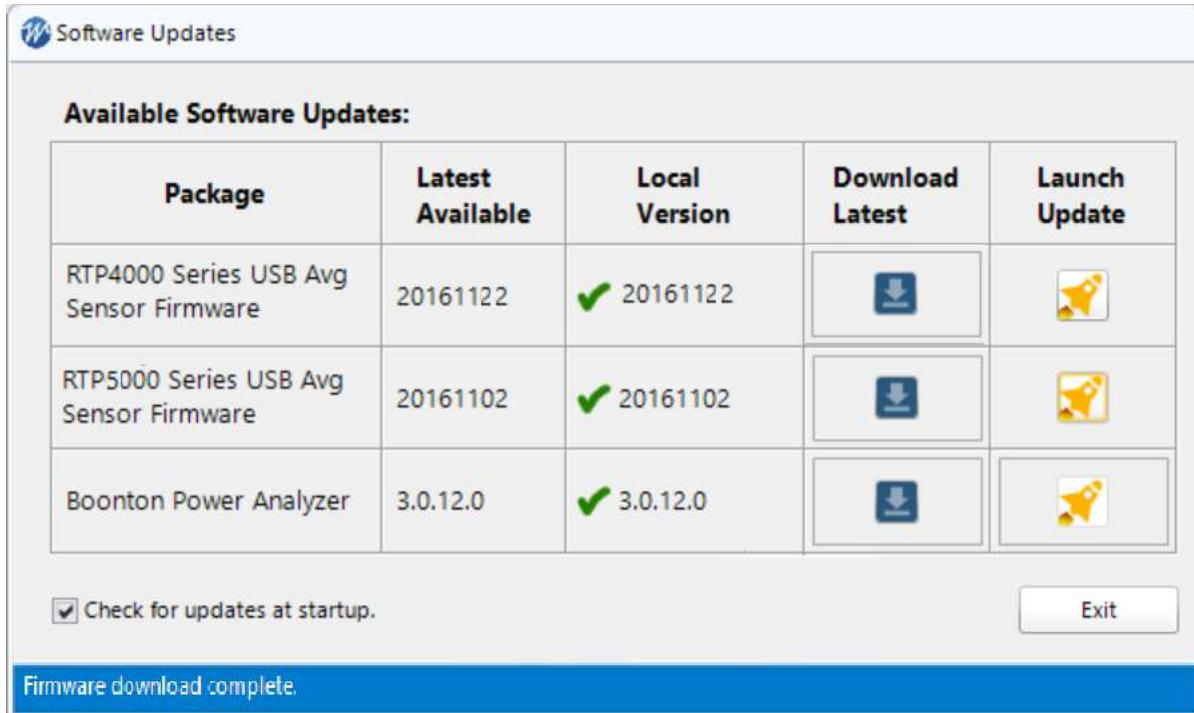 Software Updates
Available Software Updates:
Package
Latest
Available
Local
Version
Download
Latest
Launch
Update
RTP4000 Series USB Avg
Sensor Firmware
20161122
20161122
RTP5000 Series USB Avg
Sensor Firmware
20161102
20161102
Boonton Power Analyzer
3.0.12.0
3.0.12.0
Check for updates at startup.
Exit
Firmware download complete.